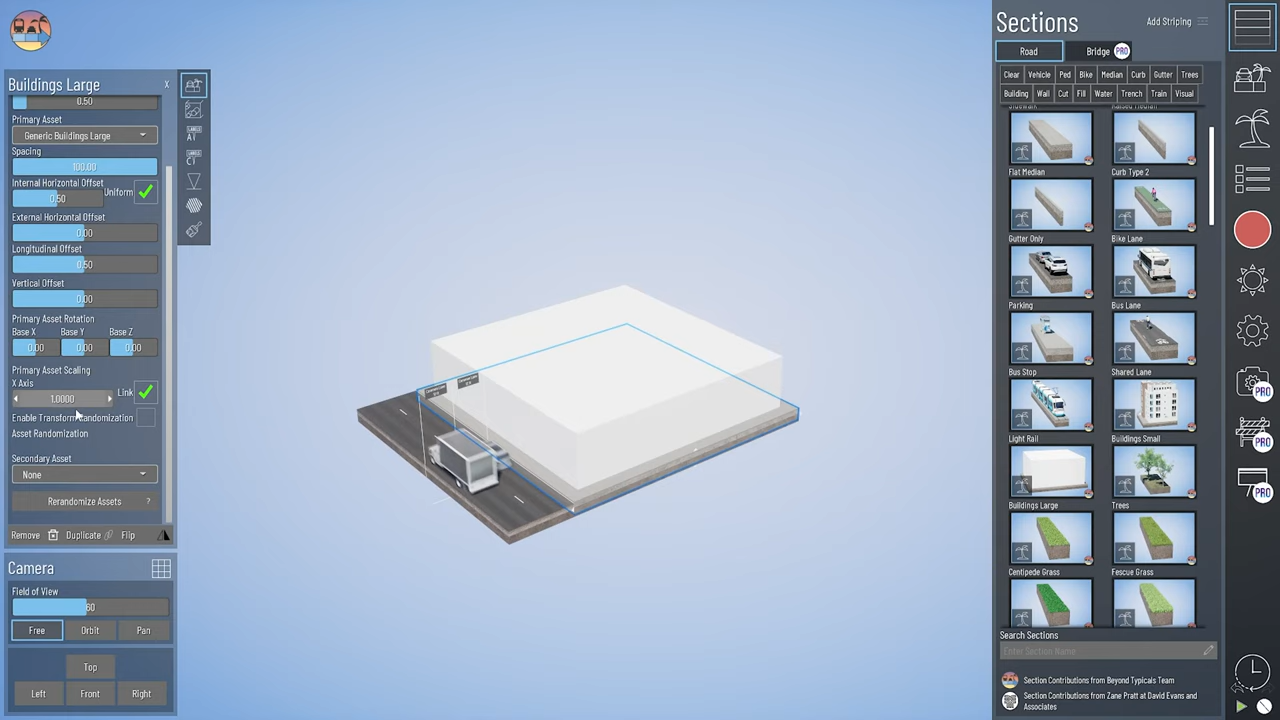 Buildings Large
X
0.50
Primary Asset
Generic Buildings Large
Spacing
100.00
Internal Horizontal Offset
Uniform
0.50
External Horizontal Offset
0.00
Longitudinal Offset
0.50
Vertical Offset
0.00
Primary Asset Rotation
Base X Base Y Base Z
0.00 0.00 0.00
Primary Asset Scaling
X Axis
Link
1.0000
Enable Transform Randomization
Asset Randomization
Secondary Asset
None
Rerandomize Assets ?
Remove Duplicate Flip
Camera
Field of View
60
Free Orbit Pan
Top
Left Front Right
Sections
Add Striping
Road Bridge PRO
Clear Vehicle Ped Bike Median Curb Gutter Trees
Building Wall Cut Fill Water Trench Train Visual
Sidewalk Raised Median
Flat Median Curb Type 2
Gutter Only Bike Lane
Parking Bus Lane
Bus Stop Shared Lane
Light Rail Buildings Small
Buildings Large Trees
Centipede Grass Fescue Grass
Search Sections
Enter Section Name
Section Contributions from Beyond Typicals Team
Section Contributions from Zane Pratt at David Evans and
Associates
PRO
PRO
PRO